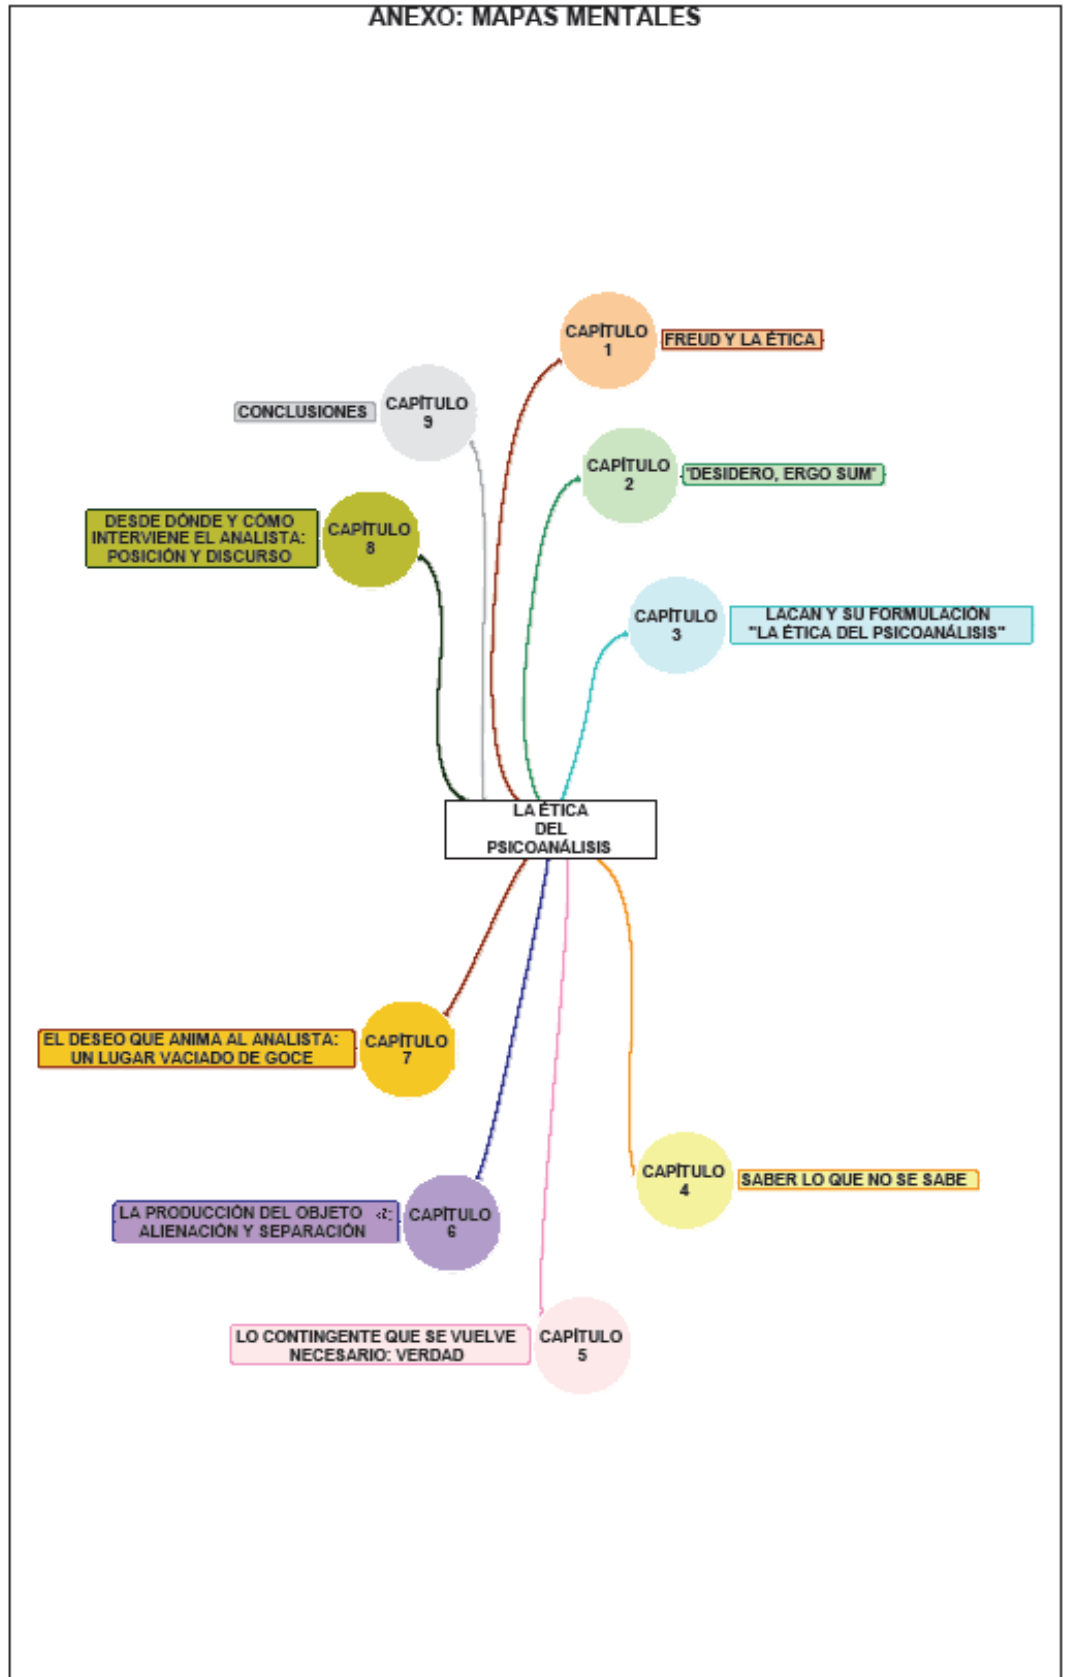 ANEXO: MAPAS MENTALES
CAPÍTULO
1
FREUD Y LA ÉTICA
CAPÍTULO
2
"DESIDERO, ERGO SUM"
CAPÍTULO
3
LACAN Y SU FORMULACIÓN
"LA ÉTICA DEL PSICOANÁLISIS"
LA ÉTICA
DEL
PSICOANÁLISIS
CAPÍTULO
4
SABER LO QUE NO SE SABE
CAPÍTULO
5
LO CONTINGENTE QUE SE VUELVE
NECESARIO: VERDAD
CAPÍTULO
6
LA PRODUCCIÓN DEL OBJETO
ALIENACIÓN Y SEPARACIÓN
CAPÍTULO
7
EL DESEO QUE ANIMA AL ANALISTA:
UN LUGAR VACIADO DE GOCE
CAPÍTULO
8
DESDE DÓNDE Y CÓMO
INTERVIENE EL ANALISTA:
POSICIÓN Y DISCURSO
CAPÍTULO
9
CONCLUSIONES